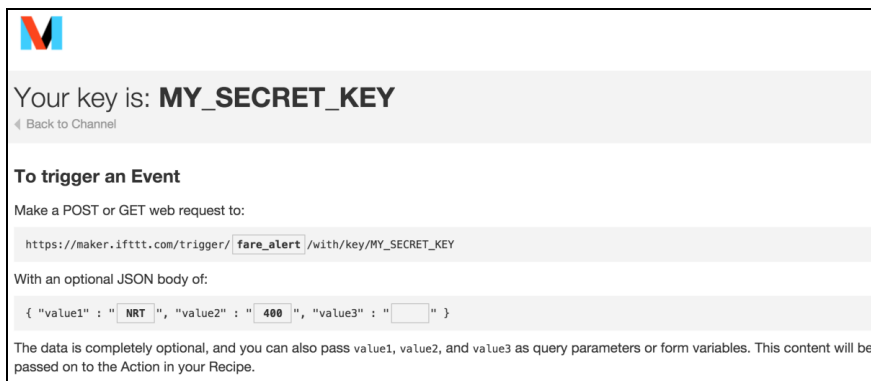 Your key is: MY_SECRET_KEY
Back to Channel
To trigger an Event
Make a POST or GET web request to:
https://maker.ifttt.com/trigger/ fare_alert /with/key/MY_SECRET_KEY
With an optional JSON body of:
{ "value1" : " NRT ", "value2" : " 400 ", "value3" : " " }
The data is completely optional, and you can also pass value1, value2, and value3 as query parameters or form variables. This content will be
passed on to the Action in your Recipe.